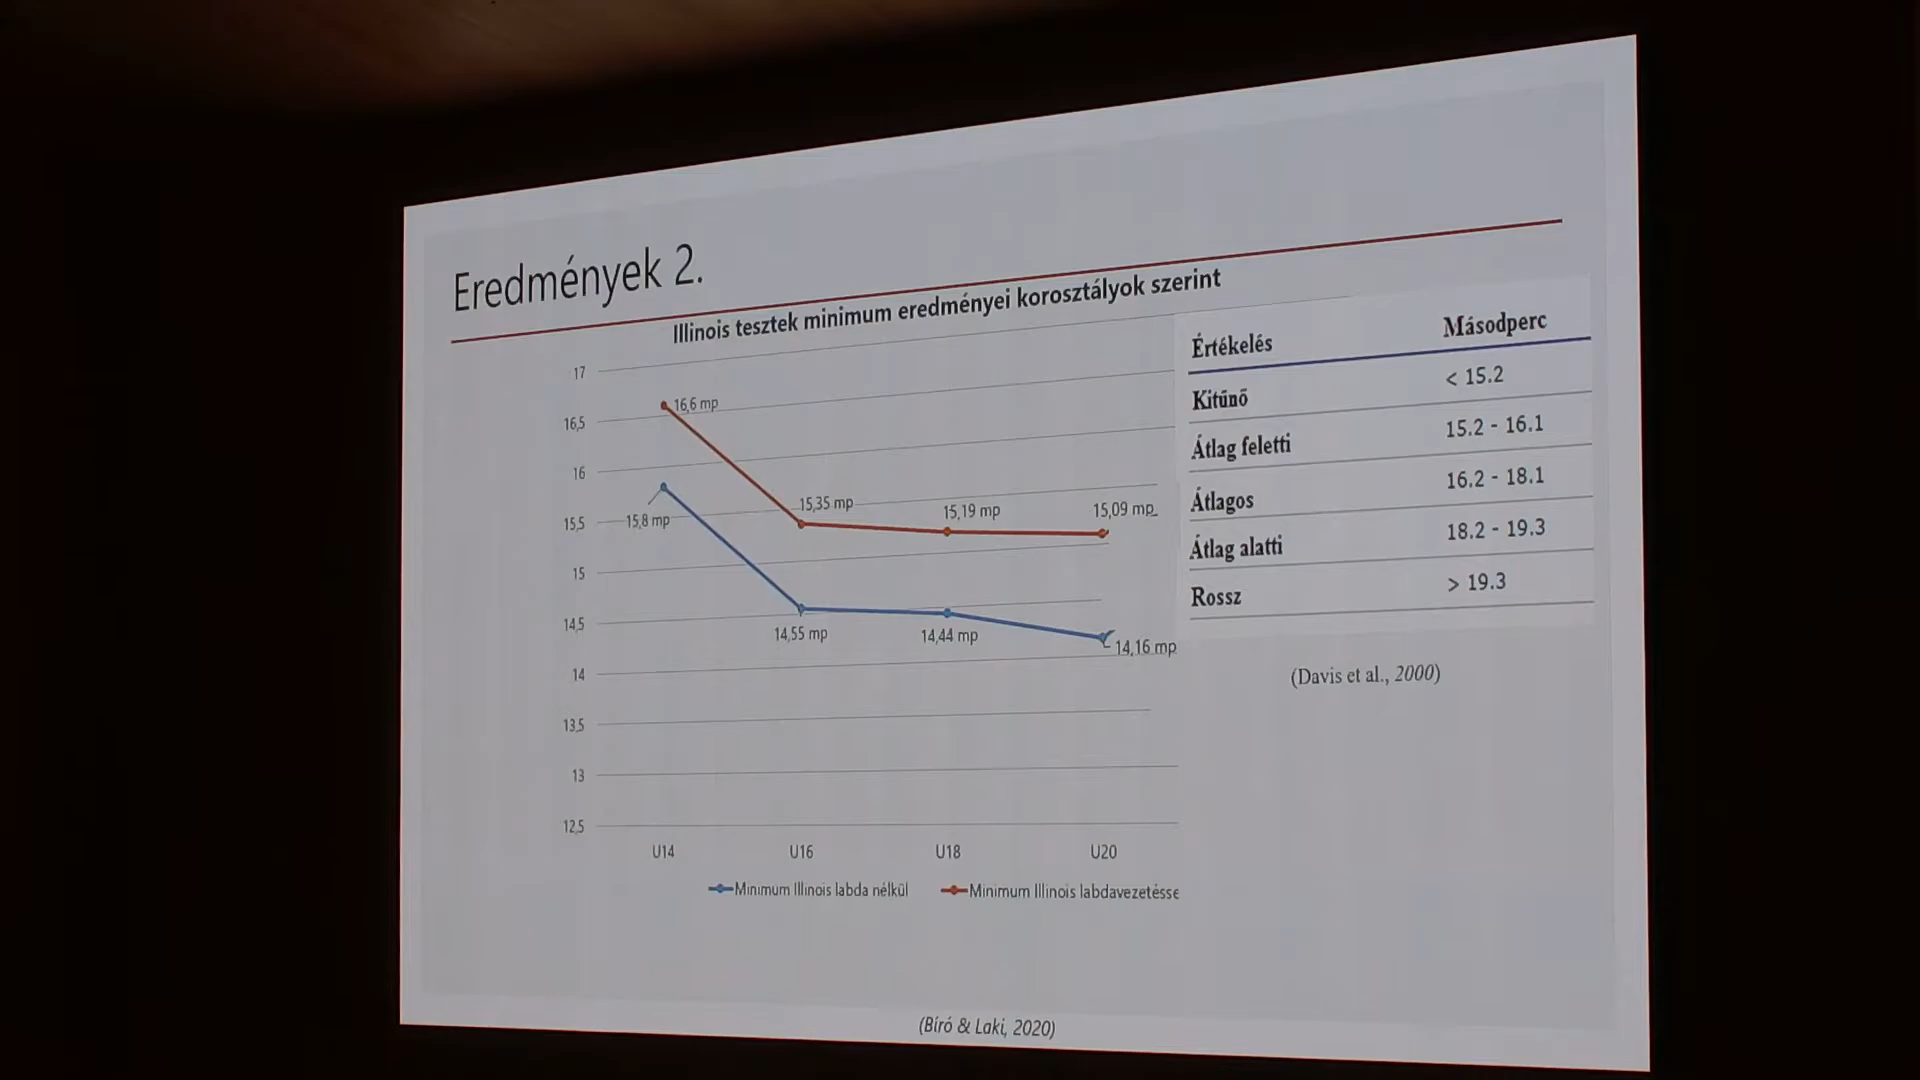 Eredmények 2.
Illinois tesztek minimum eredményei korosztályok szerint
17
16,5
16
15,5
15
14,5
14
13,5
13
12,5
16,6 mp
15,35 mp
15,19 mp
15,09 mp
15,8 mp
14,55 mp
14,44 mp
14,16 mp
U14 U16 U18 U20
Minimum Illinois labda nélkül Minimum Illinois labdavezetésse
Értékelés Másodperc
Kitűnő < 15.2
Átlag feletti 15.2 - 16.1
Átlagos 16.2 - 18.1
Átlag alatti 18.2 - 19.3
Rossz > 19.3
(Davis et al., 2000)
(Bíró & Laki, 2020)